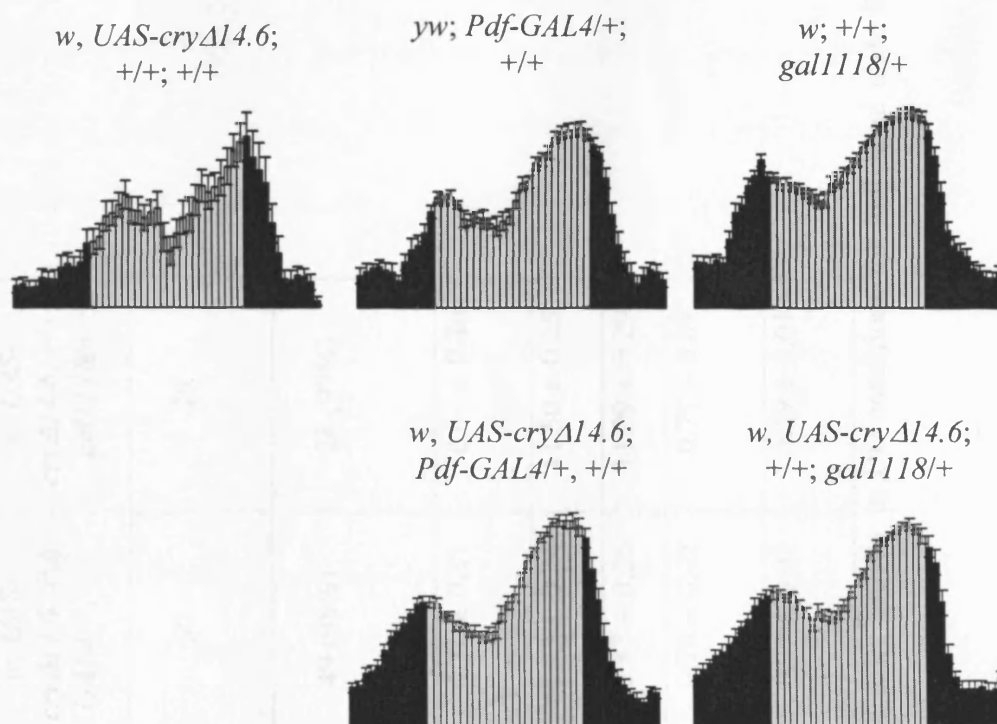 w, UAS-cryΔ14.6;
+/+; +/+
yw; Pdf-GAL4/+;
+/+
w; +/+;
gal1118/+
w, UAS-cryΔ14.6;
Pdf-GAL4/+, +/+
w, UAS-cryΔ14.6;
+/+; gal1118/+